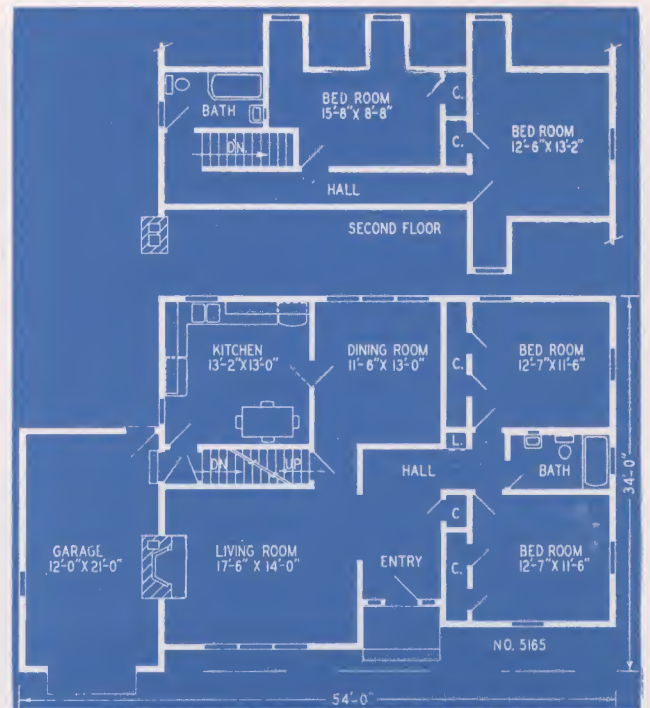 BATH
BED ROOM
15'-8" X 8'-8"
C.
BED ROOM
12'-6" X 13'-2"
C.
DN.
HALL
SECOND FLOOR
KITCHEN
13'-2" X 13'-0"
DINING ROOM
11'-6" X 13'-0"
C.
BED ROOM
12'-7" X 11'-6"
L.
DN
UP
HALL
BATH
34'-0"
GARAGE
12'-0" X 21'-0"
LIVING ROOM
17'-6" X 14'-0"
C
ENTRY
C.
BED ROOM
12'-7" X 11'-6"
NO. 5165
54'-0"